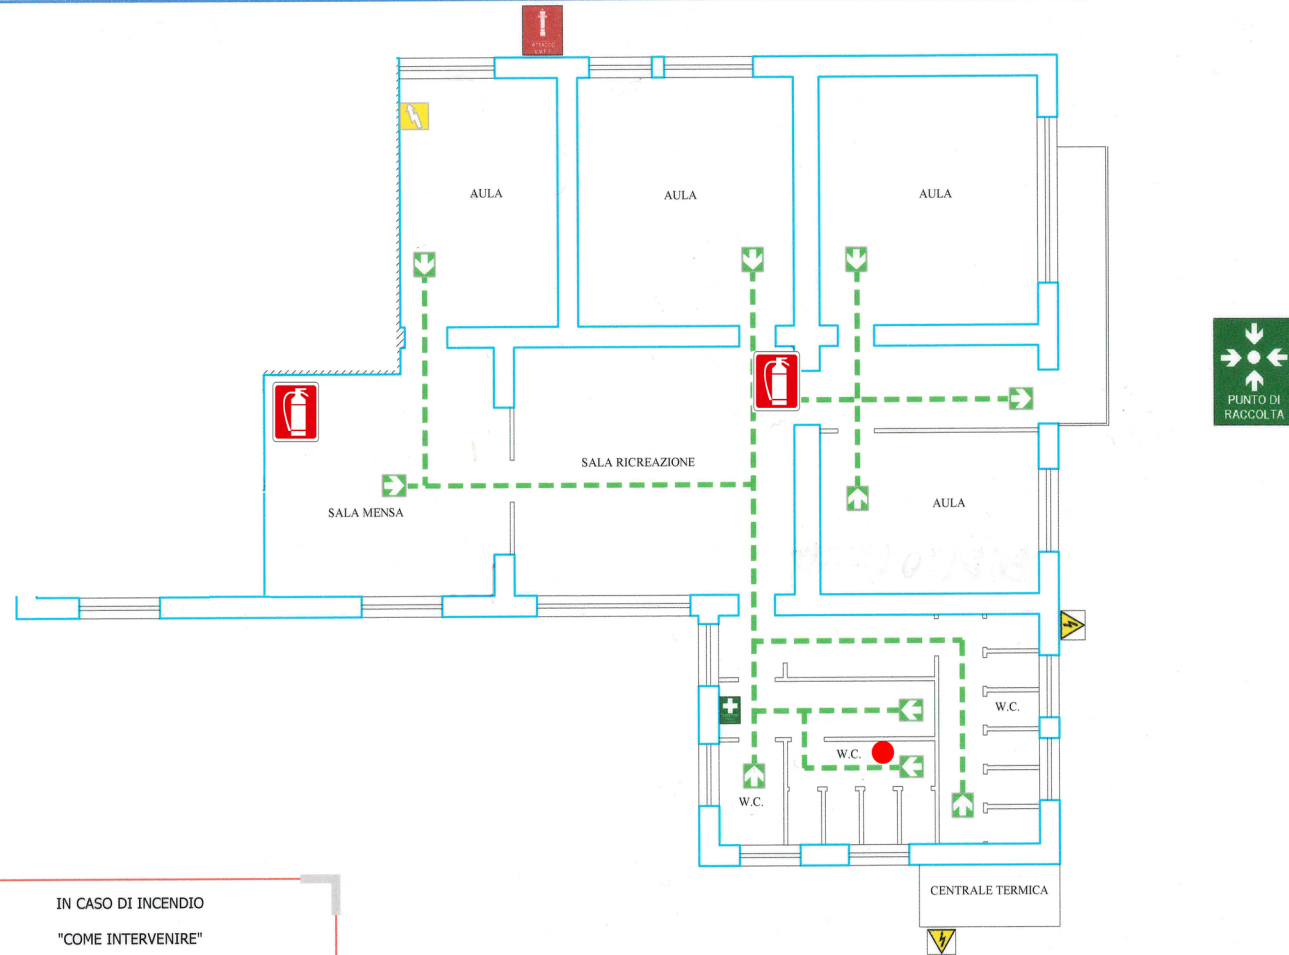 ATTACCO
V.V.F.
AULA
AULA
AULA
PUNTO DI
RACCOLTA
SALA RICREAZIONE
SALA MENSA
AULA
W.C.
W.C.
W.C.
CENTRALE TERMICA
IN CASO DI INCENDIO
"COME INTERVENIRE"